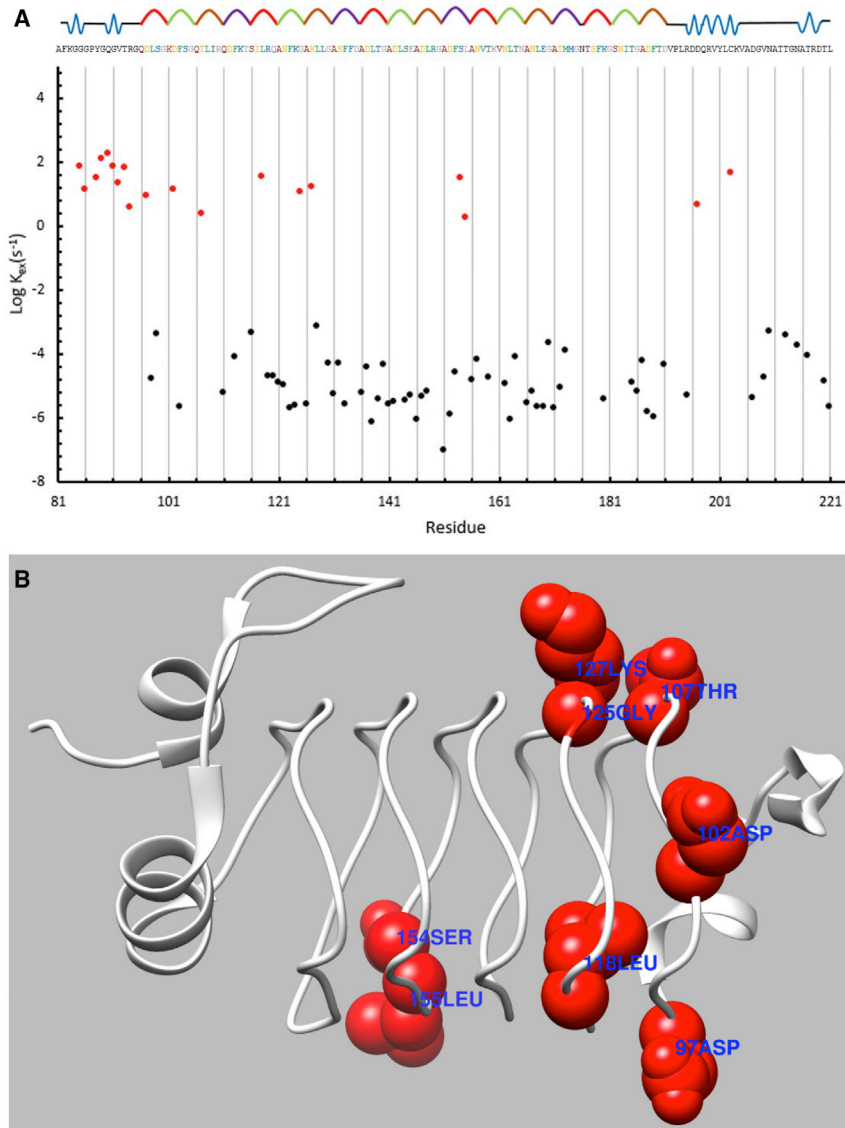 A
AFKGGGPYGQGVTRGQDLSGKDFSGQTLIRQDFKTSILRQANFKGAKLLGASFFDADLTGADLSEADLRGADFSLANVTKVNLTNANLEGATMMGNTSFKGSNITGADFTDVPLRDDQRVYLCKVADGVNATTGNATRDTL
4
2
0
-2
-4
-6
-8
Log Kex(s-1)
81 101 121 141 161 181 201 221
Residue
B
127LYS
107THR
125GLY
102ASP
154SER
118LEU
155LEU
97ASP